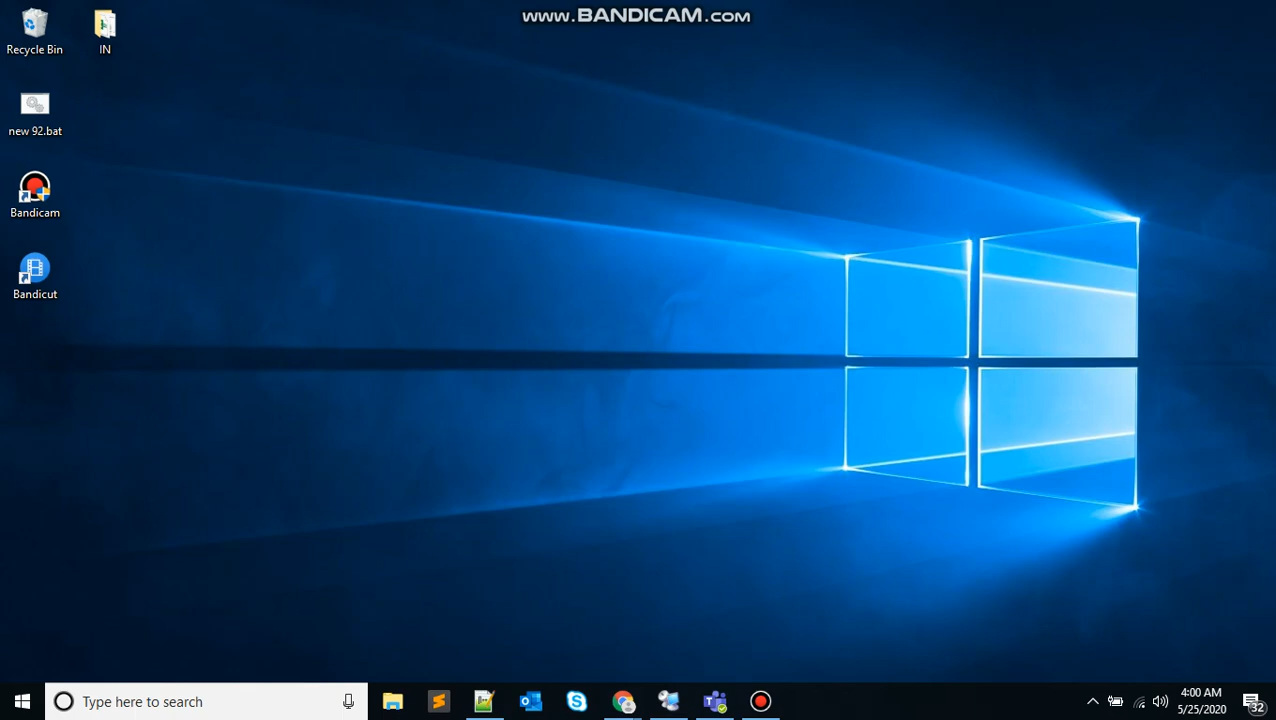 www.BANDICAM.com
Recycle Bin
IN
new 92.bat
Bandicam
Bandicut
Type here to search
4:00 AM
5/25/2020
32